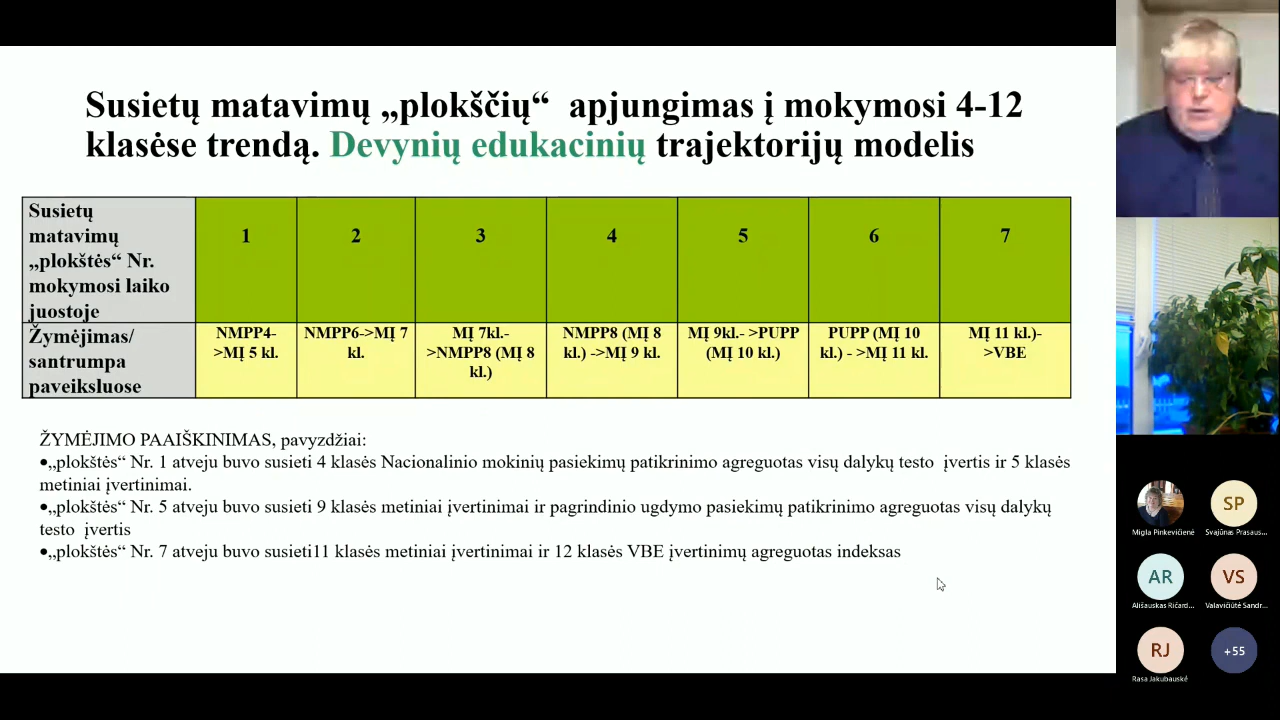 Susietų matavimų „plokščių“ apjungimas į mokymosi 4-12
klasėse trendą. Devynių edukacinių trajektorijų modelis
Susietų
matavimų
„plokštės“ Nr.
mokymosi laiko
juostoje
1
2
3
4
5
6
7
Žymėjimas/
santrumpa
paveiksluose
NMPP4-
>MĮ 5 kl.
NMPP6->MĮ 7
kl.
MĮ 7kl.-
>NMPP8 (MĮ 8
kl.)
NMPP8 (MĮ 8
kl.) ->MĮ 9 kl.
MĮ 9kl.- >PUPP
(MĮ 10 kl.)
PUPP (MĮ 10
kl.) - >MĮ 11 kl.
MĮ 11 kl.)-
>VBE
ŽYMĖJIMO PAAIŠKINIMAS, pavyzdžiai:
•„plokštės“ Nr. 1 atveju buvo susieti 4 klasės Nacionalinio mokinių pasiekimų patikrinimo agreguotas visų dalykų testo įvertis ir 5 klasės
metiniai įvertinimai.
•„plokštės“ Nr. 5 atveju buvo susieti 9 klasės metiniai įvertinimai ir pagrindinio ugdymo pasiekimų patikrinimo agreguotas visų dalykų
testo įvertis
•„plokštės“ Nr. 7 atveju buvo susieti11 klasės metiniai įvertinimai ir 12 klasės VBE įvertinimų agreguotas indeksas
Migla Pinkevičienė
SP
Svajūnas Prasaus...
AR
Ališauskas Ričard...
VS
Valavičiūtė Sandr...
RJ
Rasa Jakubauskė
+55